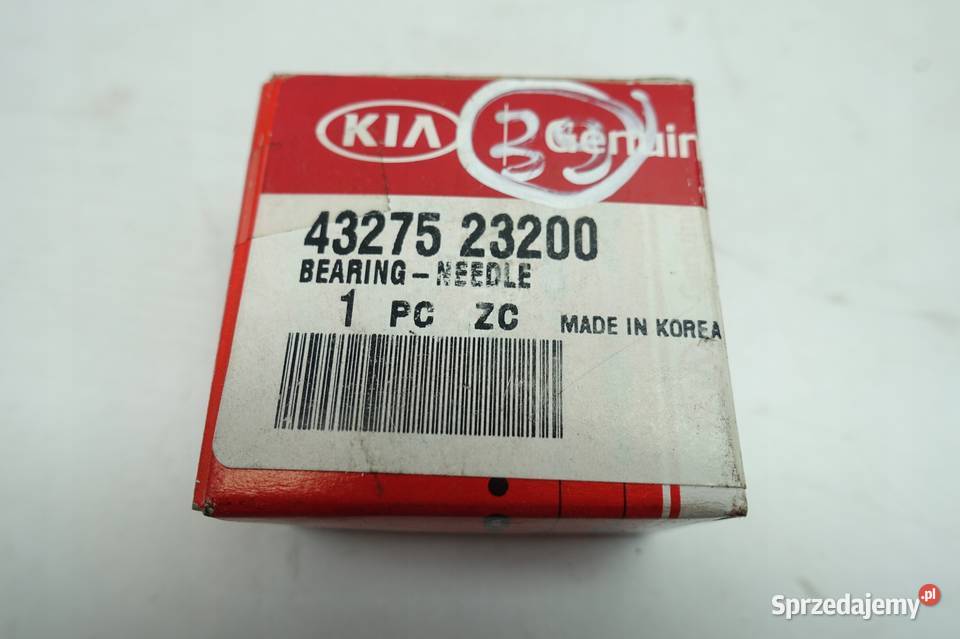 KIA Genuin
43275 23200
BEARING-NEEDLE
1 PC ZC MADE IN KOREA
Sprzedajemy.pl